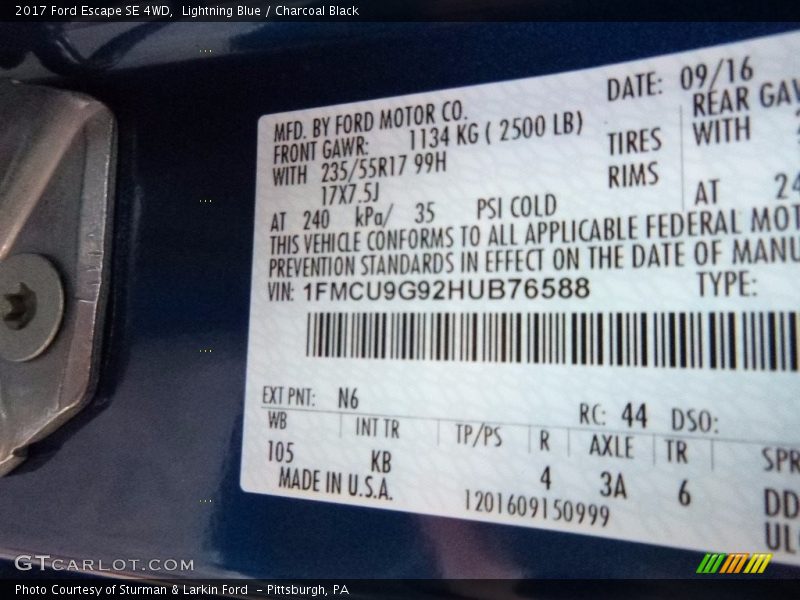 2017 Ford Escape SE 4WD, Lightning Blue / Charcoal Black
DATE: 09/16
MFD. BY FORD MOTOR CO.
FRONT GAWR: 1134 KG ( 2500 LB)
REAR
WITH 235/55R17 99H TIRES WITH
17X7.5J RIMS
AT 240 kPa/ 35 PSI COLD AT
THIS VEHICLE CONFORMS TO ALL APPLICABLE FEDERAL
PREVENTION STANDARDS IN EFFECT ON THE DATE OF
VIN: 1FMCU9G92HUB76588 TYPE:
EXT PNT: N6 RC: 44 DSO:
WB INT TR TP/PS R AXLE TR SPR
105 KB 4 3A 6 DD
MADE IN U.S.A. 1201609150999
GTCARLOT.COM
Photo Courtesy of Sturman & Larkin Ford - Pittsburgh, PA